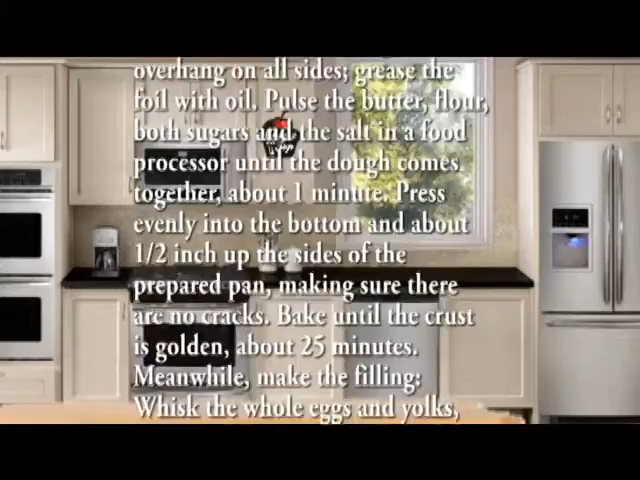 overhang on all sides; grease the
foil with oil. Pulse the butter, flour,
both sugars and the salt in a food
processor until the dough comes
together, about 1 minute. Press
evenly into the bottom and about
1/2 inch up the sides of the
prepared pan, making sure there
are no cracks. Bake until the crust
is golden, about 25 minutes.
Meanwhile, make the filling:
Whisk the whole eggs and yolks,